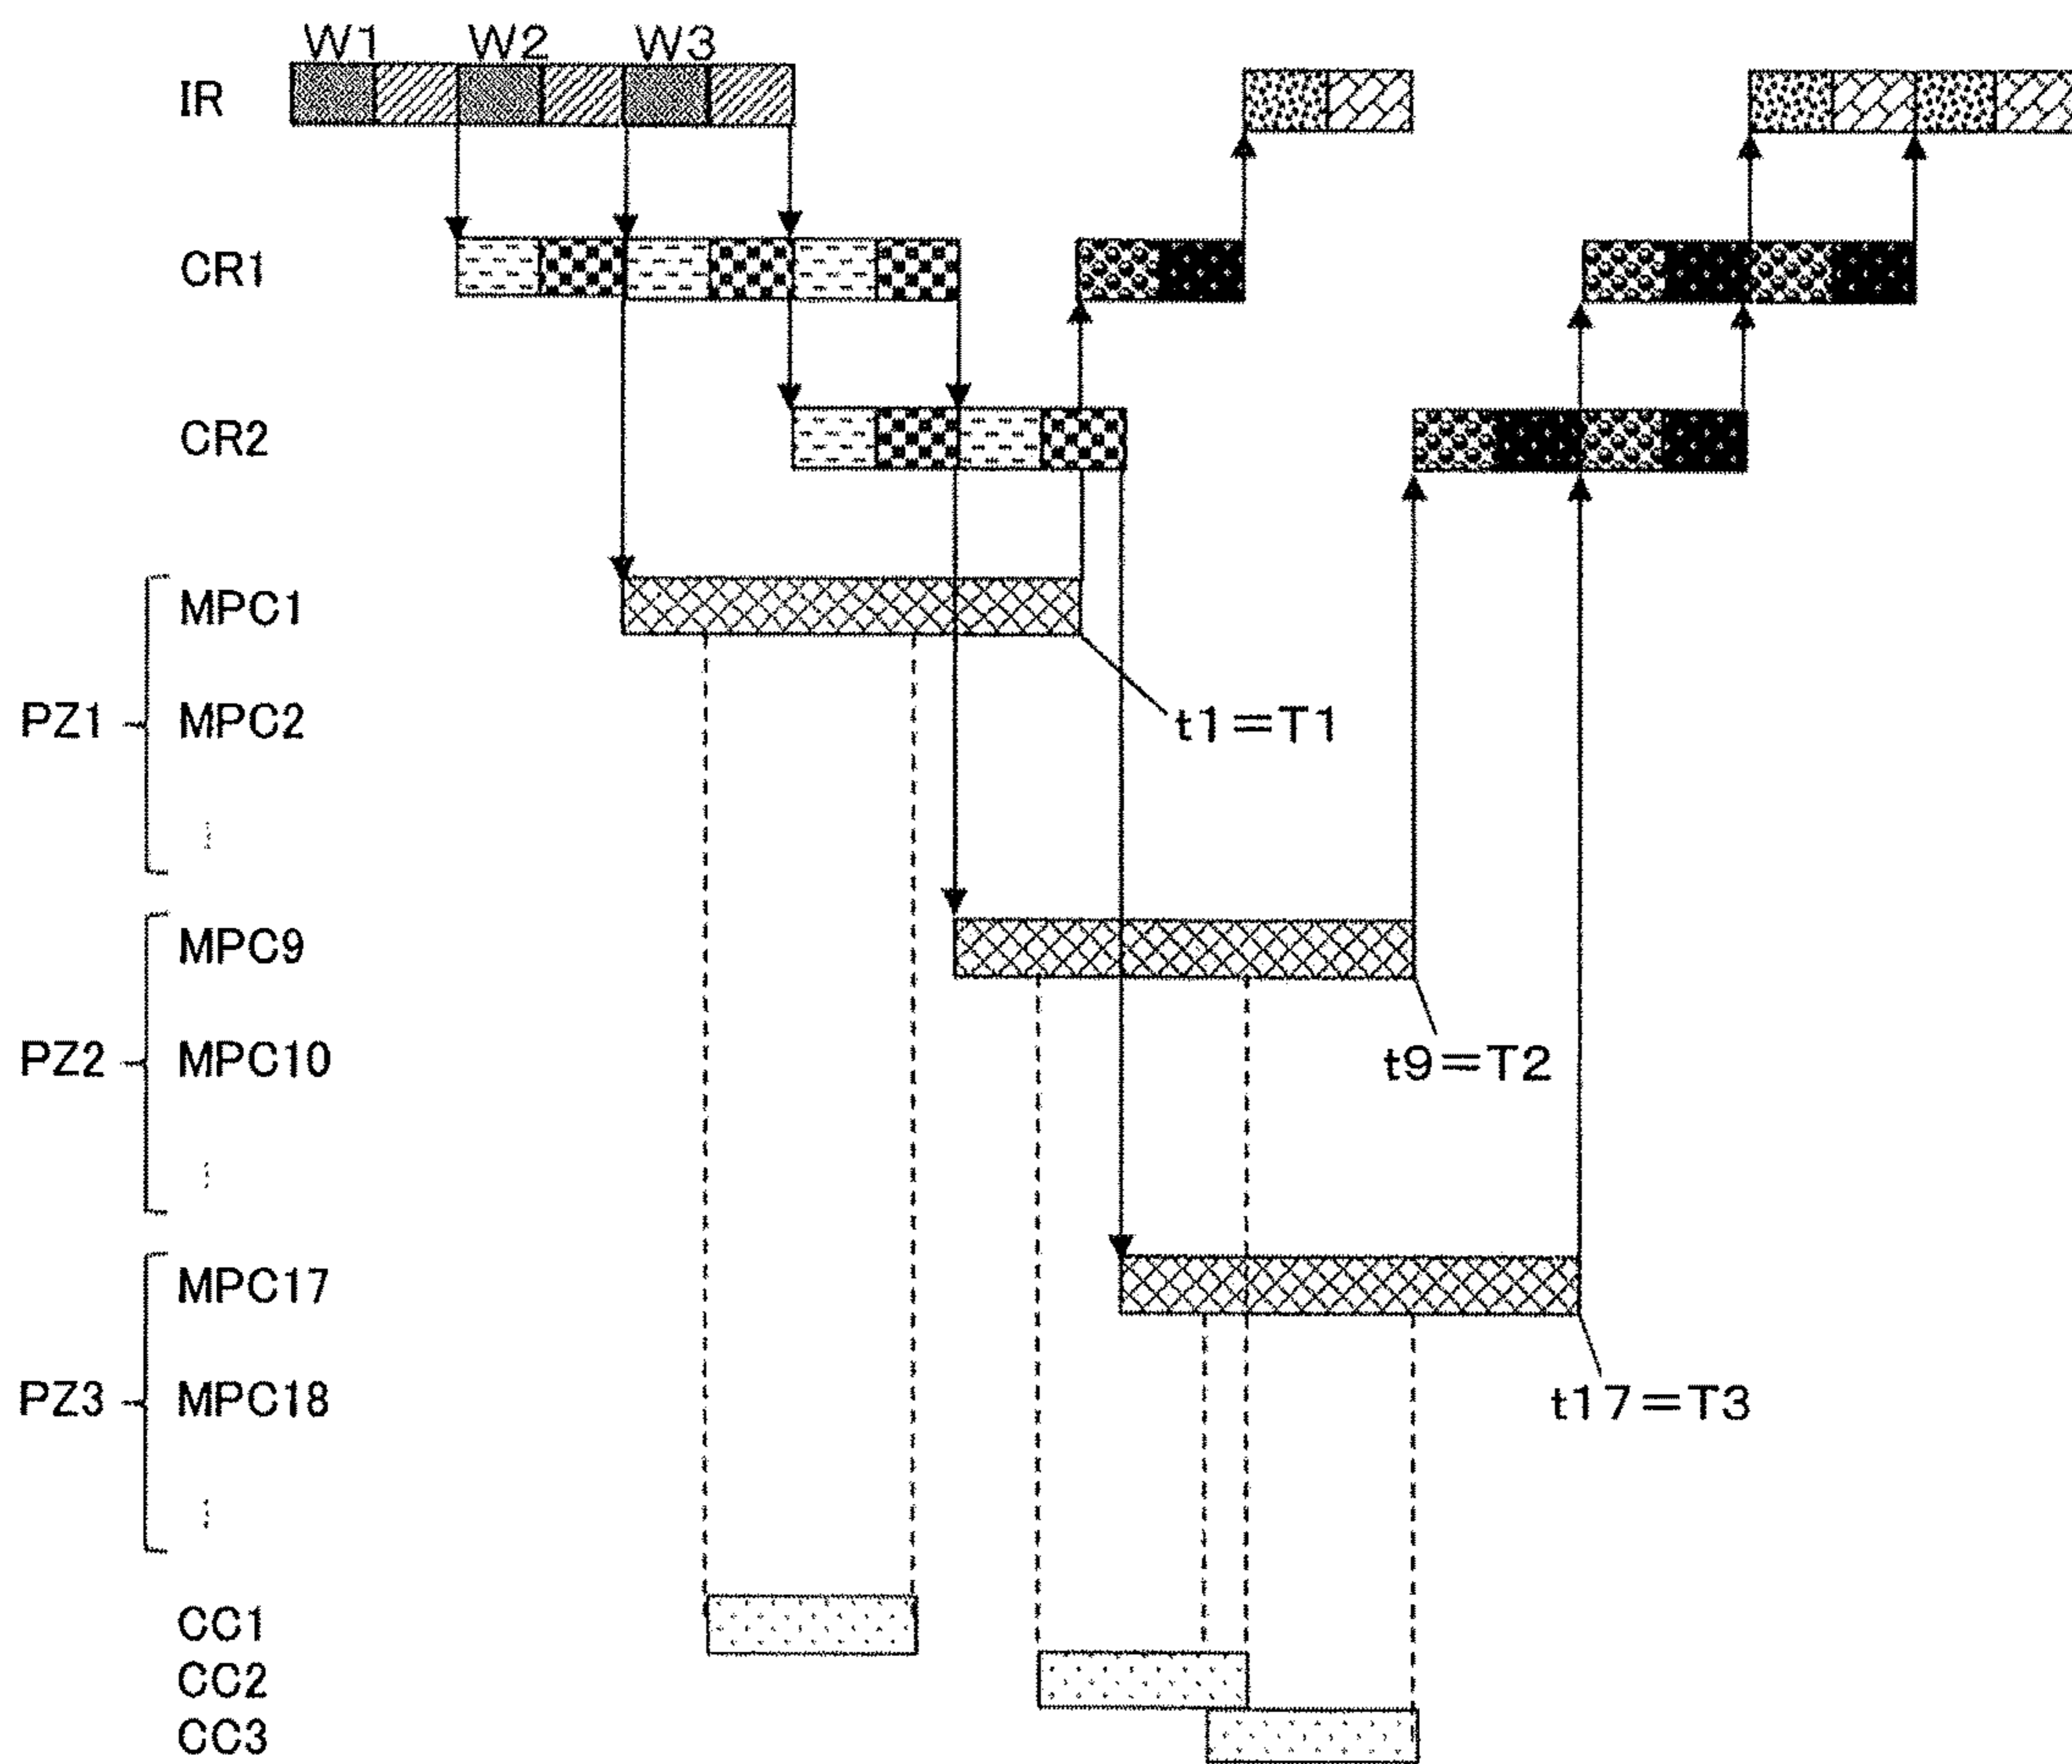 W1 W2 W3
IR
CR1
CR2
MPC1
PZ1 MPC2
t1=T1
MPC9
PZ2 MPC10
t9=T2
MPC17
PZ3 MPC18
t17=T3
CC1
CC2
CC3